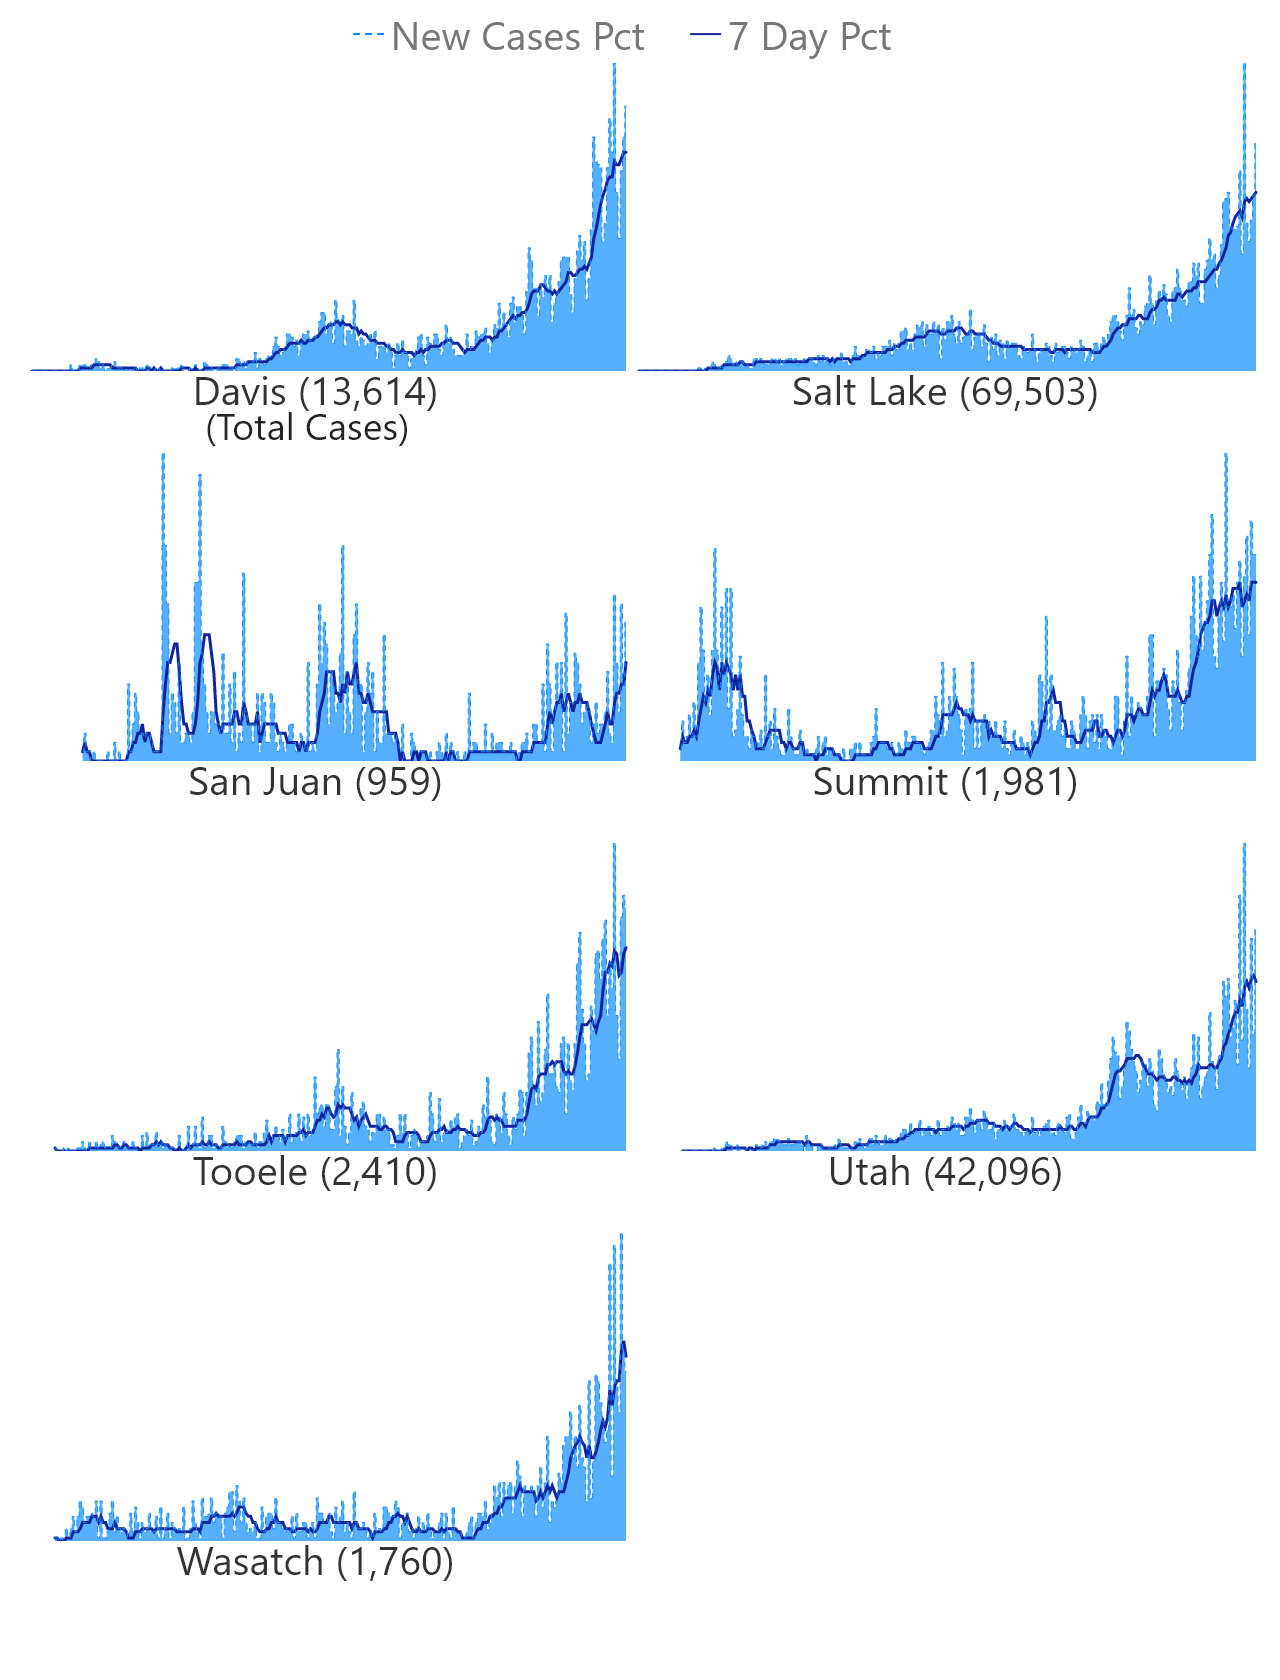 New Cases Pct 7 Day Pct
Davis (13,614) Salt Lake (69,503)
(Total Cases)
San Juan (959) Summit (1,981)
Tooele (2,410) Utah (42,096)
Wasatch (1,760)